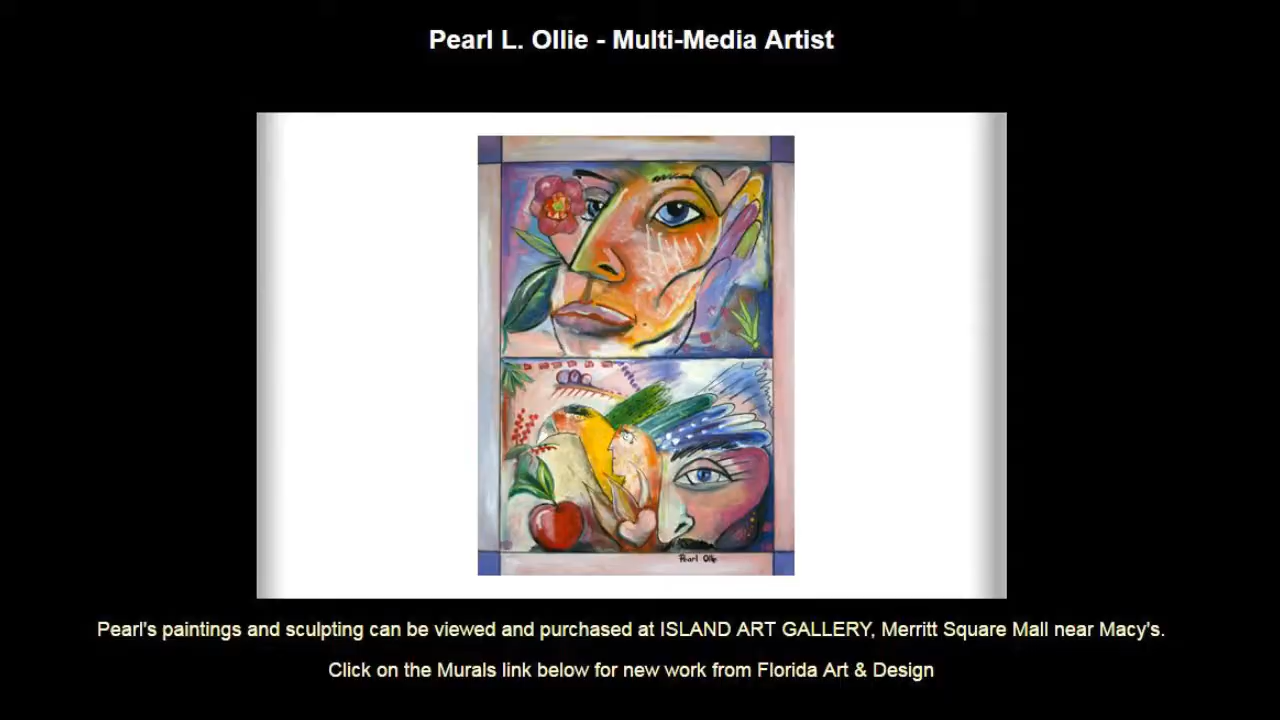 Pearl L. Ollie - Multi-Media Artist
Pearl Ollie
Pearl's paintings and sculpting can be viewed and purchased at ISLAND ART GALLERY, Merritt Square Mall near Macy's.
Click on the Murals link below for new work from Florida Art & Design